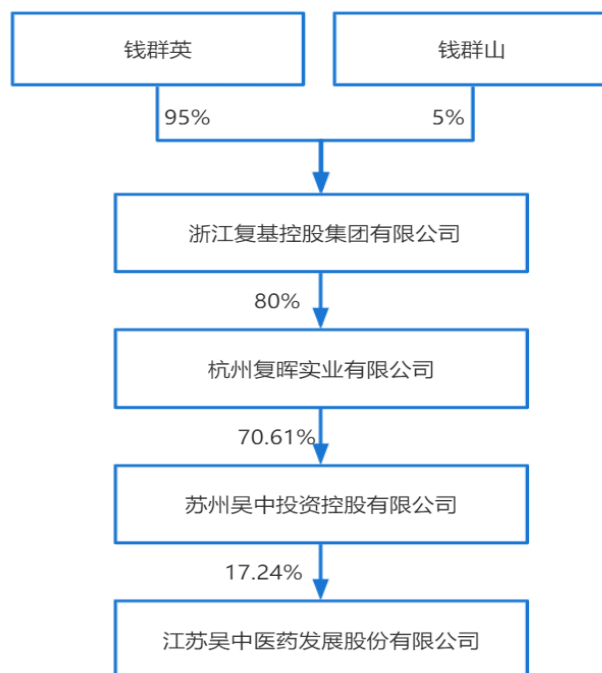 钱群英
钱群山
95%
5%
浙江复基控股集团有限公司
80%
杭州复晖实业有限公司
70.61%
苏州吴中投资控股有限公司
17.24%
江苏吴中医药发展股份有限公司